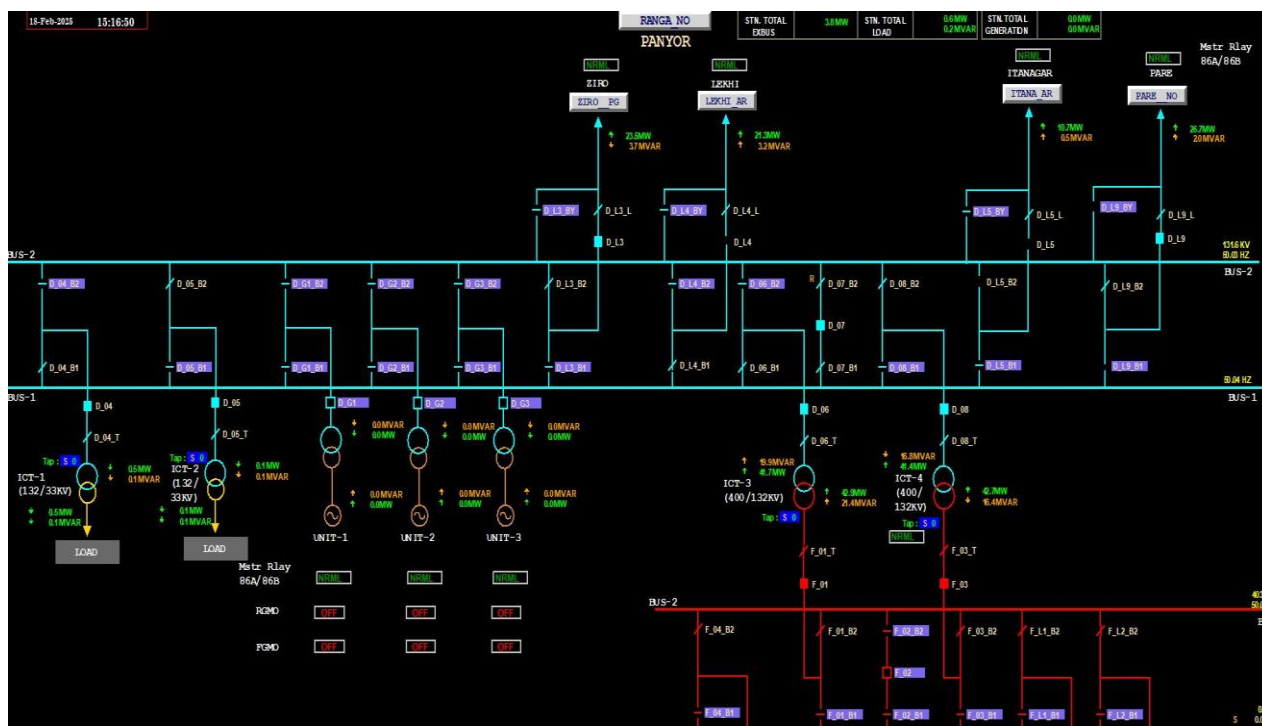 18-Feb-2025 15:16:50
RANGA_NO
PANYOR
STN. TOTAL EXBUS 3.8MW
STN. TOTAL LOAD 0.6MW 0.2MVAR
STN. TOTAL GENERATION 0.0MW 0.0MVAR
Mstr Rlay
86A/86B
NRML NRML NRML NRML
ZIRO LEKHI ITANAGAR PARE
ZIRO__PG LEKHI_AR ITANA_AR PARE__NO
23.5MW 21.3MW 10.7MW 26.7MW
3.7MVAR 3.2MVAR 0.5MVAR 2.0MVAR
D_L3_BY D_L3_L D_L4_BY D_L4_L D_L5_BY D_L5_L D_L9_BY D_L9_L
D_L3 D_L4 D_L5 D_L9
131.6 KV
50.03 HZ
BUS-2 BUS-2
D_04_B2 D_05_B2 D_G1_B2 D_G2_B2 D_G3_B2 D_L3_B2 D_L4_B2 D_06_B2 R D_07_B2 D_08_B2 D_L5_B2 D_L9_B2
D_07
D_04_B1 D_05_B1 D_G1_B1 D_G2_B1 D_G3_B1 D_L3_B1 D_L4_B1 D_06_B1 D_07_B1 D_08_B1 D_L5_B1 D_L9_B1
50.04 HZ
BUS-1 BUS-1
D_04 D_05 D_G1 D_G2 D_G3 D_06 D_08
D_04_T D_05_T D_06_T D_08_T
0.0MVAR 0.0MVAR 0.0MVAR
0.0MW 0.0MW 0.0MW
19.9MVAR 16.8MVAR
41.7MW 41.4MW
Tap: S 0 Tap: S 0
ICT-1
(132/33KV)
0.5MW
0.1MVAR
ICT-2
(132/
33KV)
0.1MW
0.1MVAR
ICT-3
(400/132KV)
42.9MW
21.4MVAR
Tap: S 0
ICT-4
(400/
132KV)
42.7MW
16.4MVAR
Tap: S 0
NRML
0.5MW 0.1MW
0.1MVAR 0.1MVAR
0.0MVAR 0.0MVAR 0.0MVAR
0.0MW 0.0MW 0.0MW
LOAD LOAD
UNIT-1 UNIT-2 UNIT-3
Mstr Rlay
86A/86B NRML NRML NRML
RGMO OFF OFF OFF
FGMO OFF OFF OFF
F_01_T F_03_T
F_01 F_03
BUS-2
F_04_B2 F_01_B2 F_02_B2 F_03_B2 F_L1_B2 F_L2_B2
F_02
F_04_B1 F_01_B1 F_02_B1 F_03_B1 F_L1_B1 F_L2_B1
S